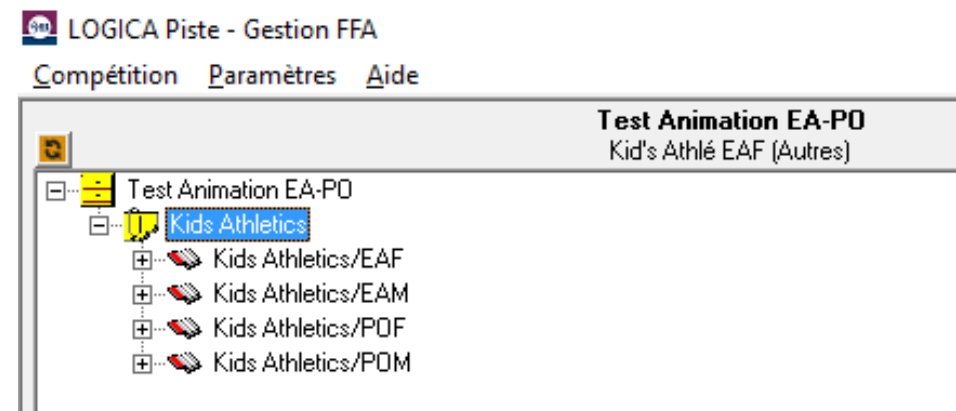 LOGICA Piste - Gestion FFA
Compétition Paramètres Aide
Test Animation EA-PO
Kid's Athlé EAF (Autres)
Test Animation EA-PO
Kids Athletics
Kids Athletics/EAF
Kids Athletics/EAM
Kids Athletics/POF
Kids Athletics/POM